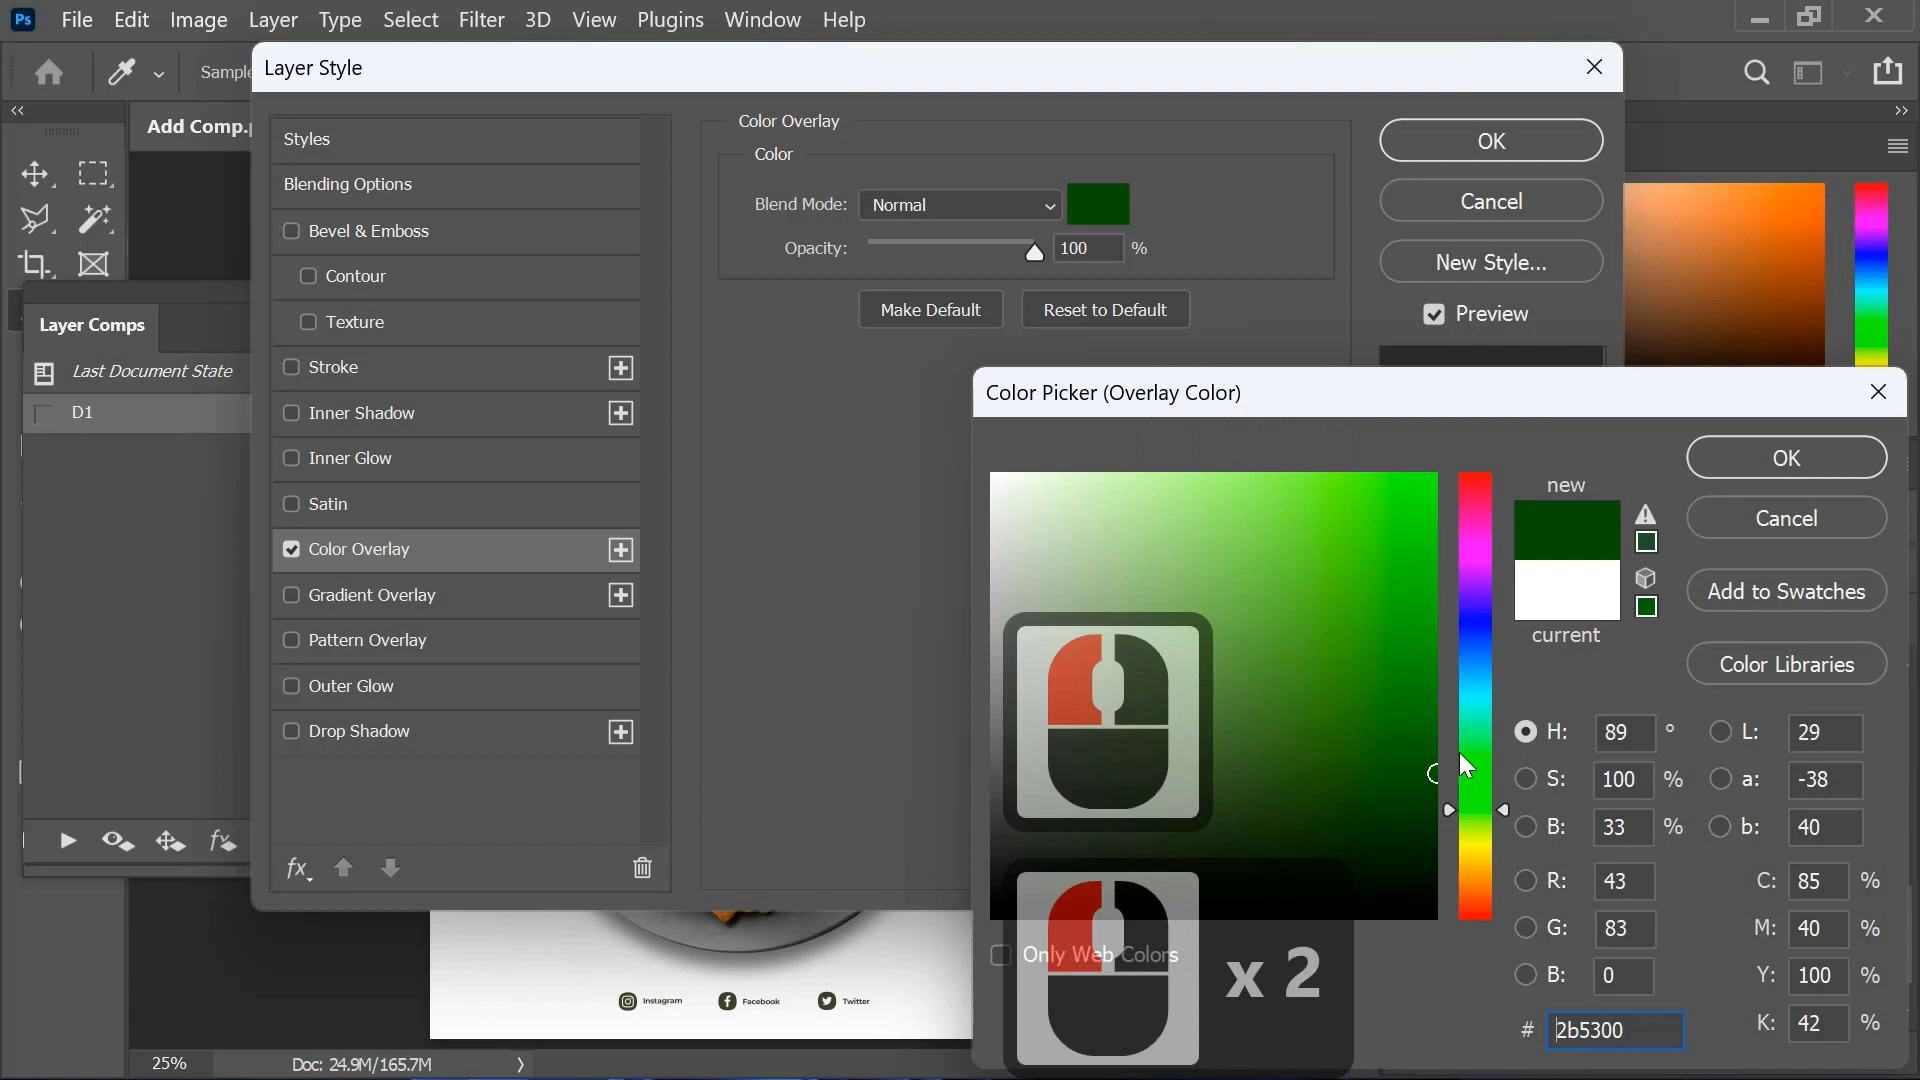 Ps File Edit Image Layer Type Select Filter 3D View Plugins Window Help
Sample
Layer Style
Add Comp.p
Layer Comps
Last Document State
D1
Styles
Blending Options
Bevel & Emboss
Contour
Texture
Stroke
Inner Shadow
Inner Glow
Satin
Color Overlay
Gradient Overlay
Pattern Overlay
Outer Glow
Drop Shadow
fx
fx
Color Overlay
Color
Blend Mode: Normal
Opacity: 100 %
Make Default Reset to Default
OK
Cancel
New Style...
Preview
Color Picker (Overlay Color)
new
current
OK
Cancel
Add to Swatches
Color Libraries
H: 89 ° L: 29
S: 100 % a: -38
B: 33 % b: 40
R: 43 C: 85 %
G: 83 M: 40 %
B: 0 Y: 100 %
# 2b5300 K: 42 %
Only Web Colors
x 2
Instagram Facebook Twitter
25% Doc: 24.9M/165.7M